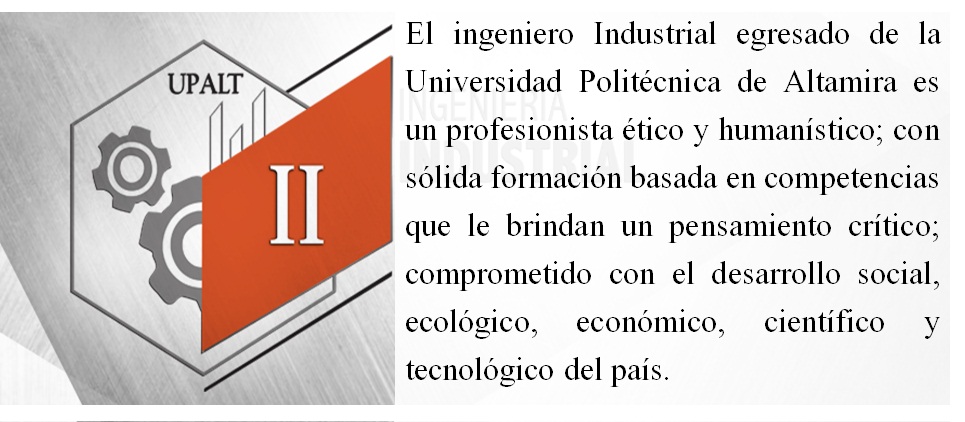 UPALT
II
INGENIERÍA
INDUSTRIAL
El ingeniero Industrial egresado de la
Universidad Politécnica de Altamira es
un profesionista ético y humanístico; con
sólida formación basada en competencias
que le brindan un pensamiento crítico;
comprometido con el desarrollo social,
ecológico, económico, científico y
tecnológico del país.